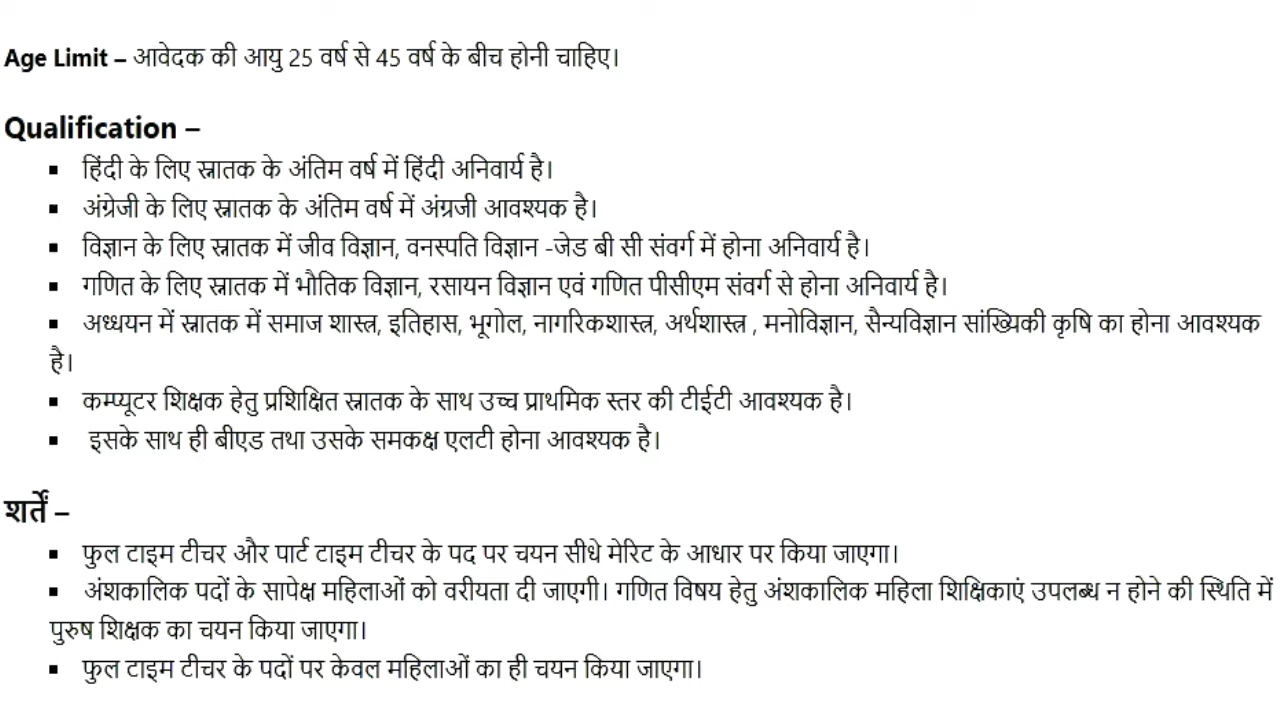 Age Limit – आवेदक की आयु 25 वर्ष से 45 वर्ष के बीच होनी चाहिए।
Qualification –
▪ हिंदी के लिए स्नातक के अंतिम वर्ष में हिंदी अनिवार्य है।
▪ अंग्रेजी के लिए स्नातक के अंतिम वर्ष में अंग्रजी आवश्यक है।
▪ विज्ञान के लिए स्नातक में जीव विज्ञान, वनस्पति विज्ञान -जेड बी सी संवर्ग में होना अनिवार्य है।
▪ गणित के लिए स्नातक में भौतिक विज्ञान, रसायन विज्ञान एवं गणित पीसीएम संवर्ग से होना अनिवार्य है।
▪ अध्धयन में स्नातक में समाज शास्त्र, इतिहास, भूगोल, नागरिकशास्त्र, अर्थशास्त्र , मनोविज्ञान, सैन्यविज्ञान सांख्यिकी कृषि का होना आवश्यक
है।
▪ कम्प्यूटर शिक्षक हेतु प्रशिक्षित स्नातक के साथ उच्च प्राथमिक स्तर की टीईटी आवश्यक है।
▪ इसके साथ ही बीएड तथा उसके समकक्ष एलटी होना आवश्यक है।
शर्तें –
▪ फुल टाइम टीचर और पार्ट टाइम टीचर के पद पर चयन सीधे मेरिट के आधार पर किया जाएगा।
▪ अंशकालिक पदों के सापेक्ष महिलाओं को वरीयता दी जाएगी। गणित विषय हेतु अंशकालिक महिला शिक्षिकाएं उपलब्ध न होने की स्थिति में
पुरुष शिक्षक का चयन किया जाएगा।
▪ फुल टाइम टीचर के पदों पर केवल महिलाओं का ही चयन किया जाएगा।